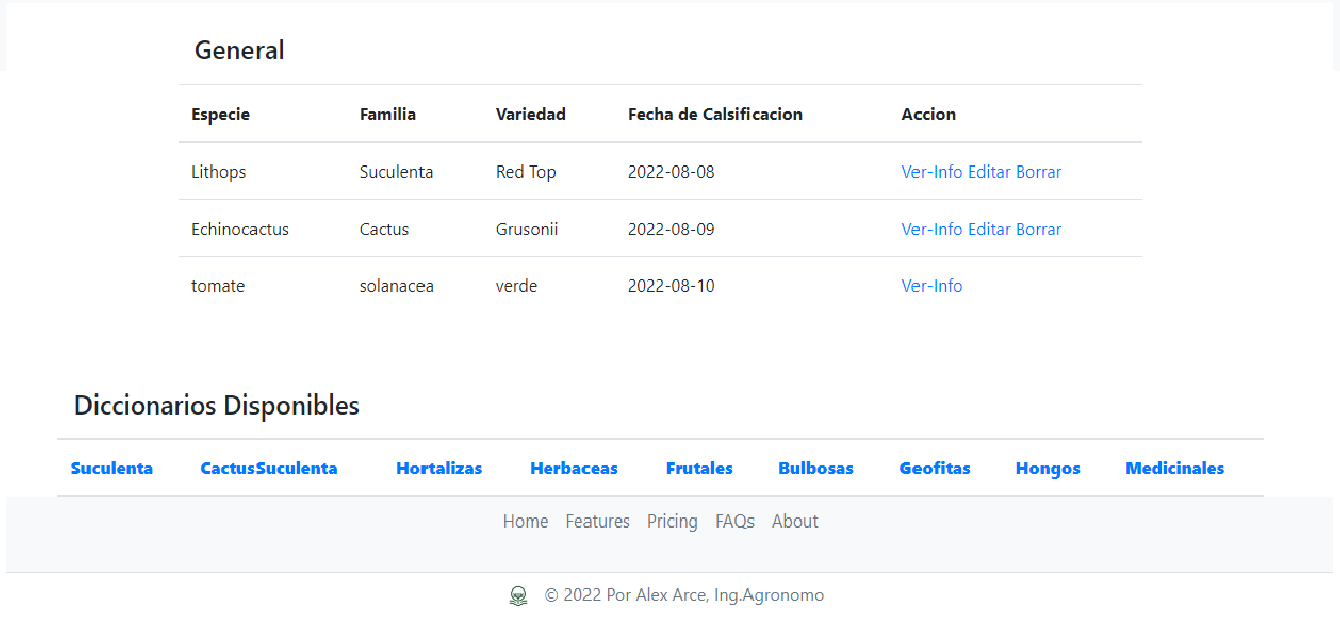 General
Especie Familia Variedad Fecha de Calsificacion Accion
Lithops Suculenta Red Top 2022-08-08 Ver-Info Editar Borrar
Echinocactus Cactus Grusonii 2022-08-09 Ver-Info Editar Borrar
tomate solanacea verde 2022-08-10 Ver-Info
Diccionarios Disponibles
Suculenta CactusSuculenta Hortalizas Herbaceas Frutales Bulbosas Geofitas Hongos Medicinales
Home Features Pricing FAQs About
© 2022 Por Alex Arce, Ing.Agronomo